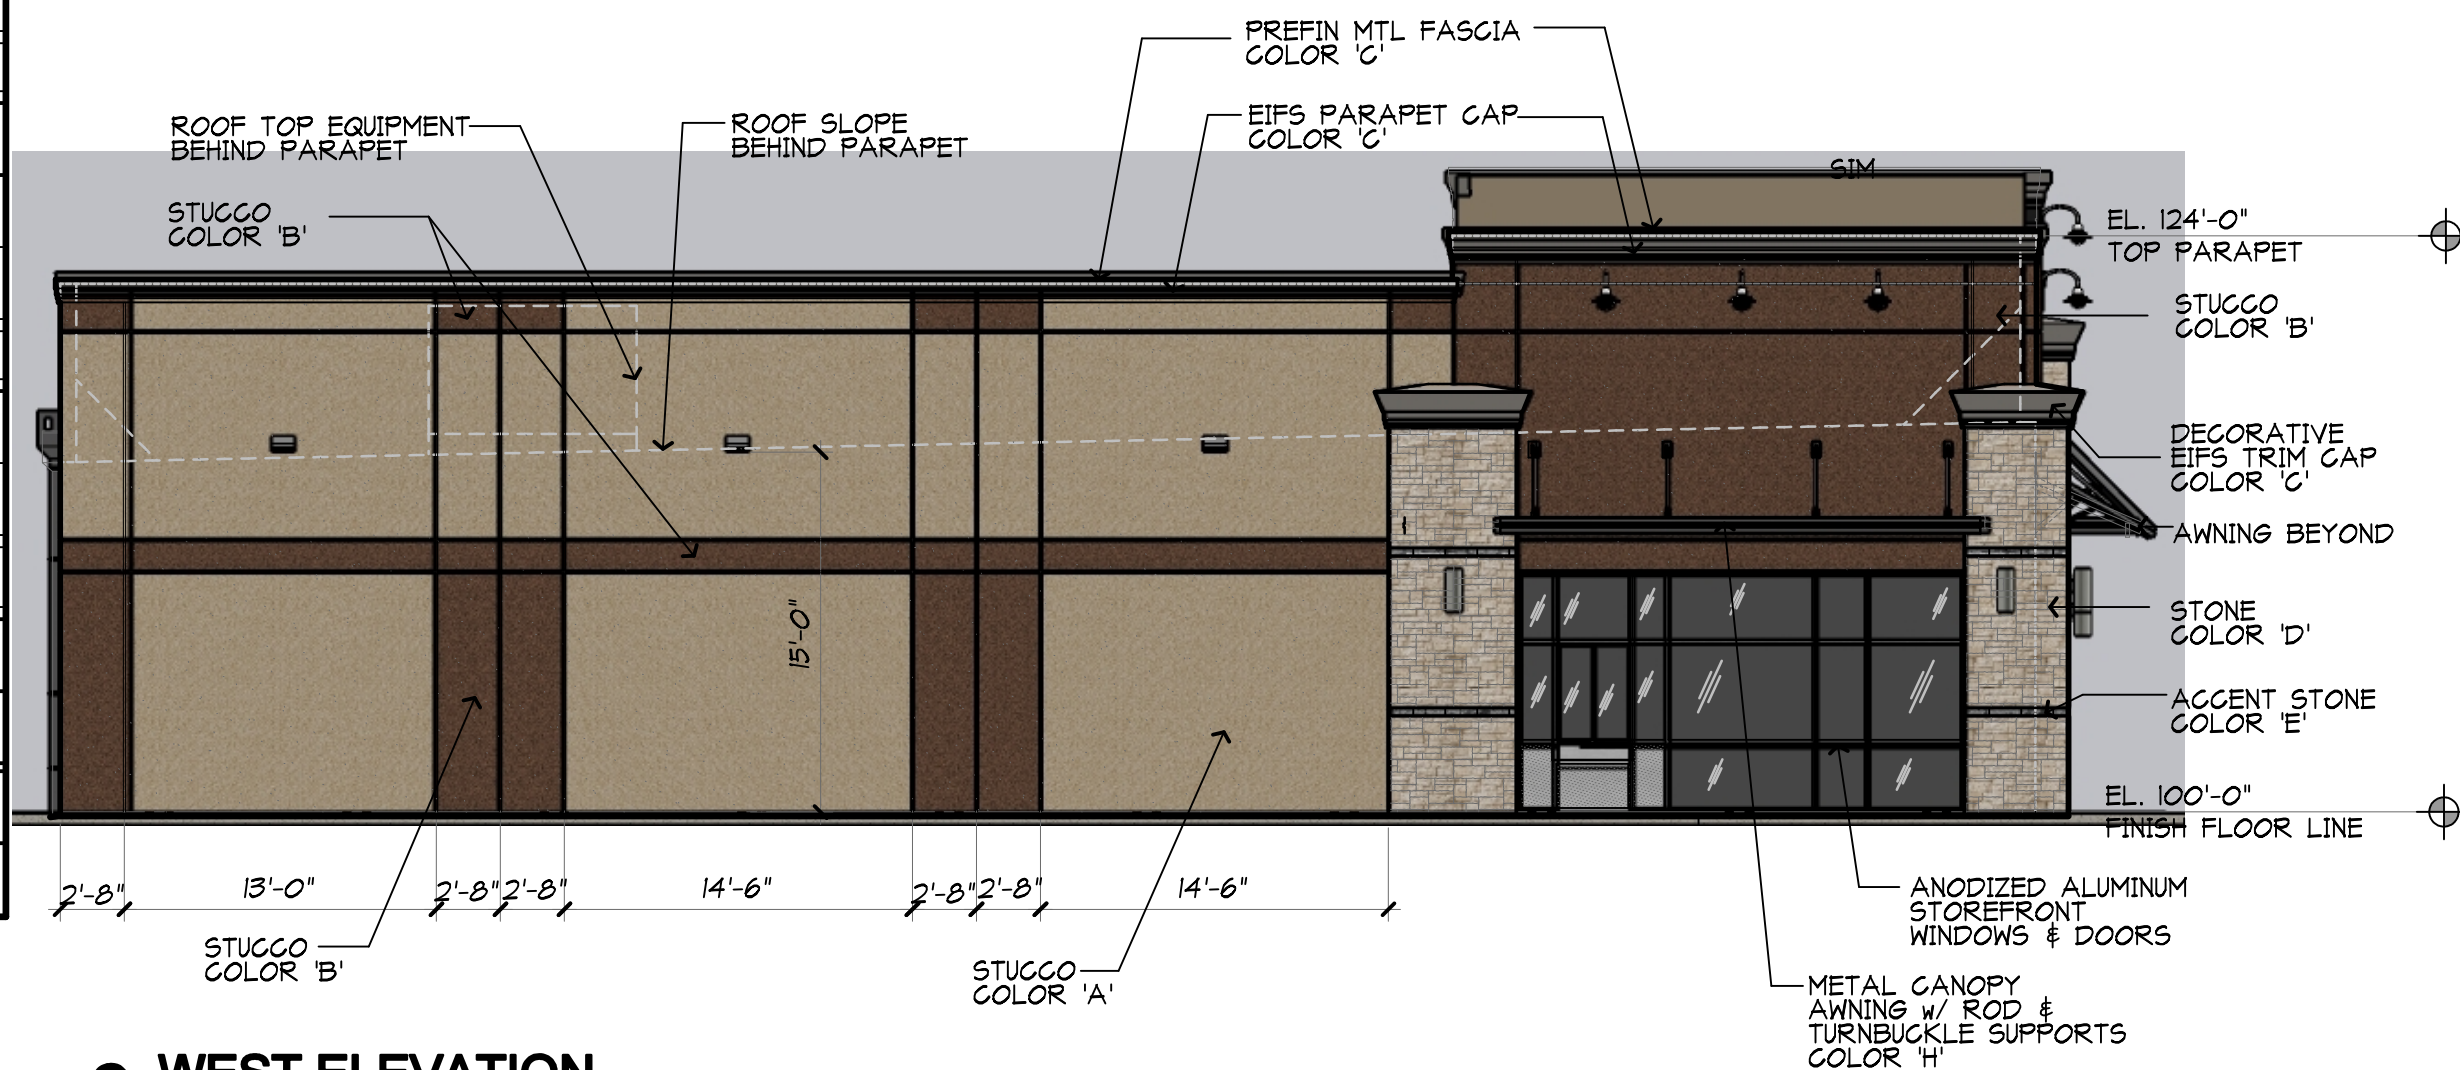 PREFIN MTL FASCIA
COLOR 'C'
ROOF TOP EQUIPMENT
BEHIND PARAPET
ROOF SLOPE
BEHIND PARAPET
EIFS PARAPET CAP
COLOR 'C'
SIM
STUCCO
COLOR 'B'
EL. 124'-0"
TOP PARAPET
STUCCO
COLOR 'B'
DECORATIVE
EIFS TRIM CAP
COLOR 'C'
AWNING BEYOND
15'-0"
STONE
COLOR 'D'
ACCENT STONE
COLOR 'E'
EL. 100'-0"
FINISH FLOOR LINE
2'-8" 13'-0" 2'-8" 2'-8" 14'-6" 2'-8" 2'-8" 14'-6"
ANODIZED ALUMINUM
STOREFRONT
WINDOWS & DOORS
STUCCO
COLOR 'B'
STUCCO
COLOR 'A'
METAL CANOPY
AWNING w/ ROD &
TURNBUCKLE SUPPORTS
COLOR 'H'
WEST ELEVATION